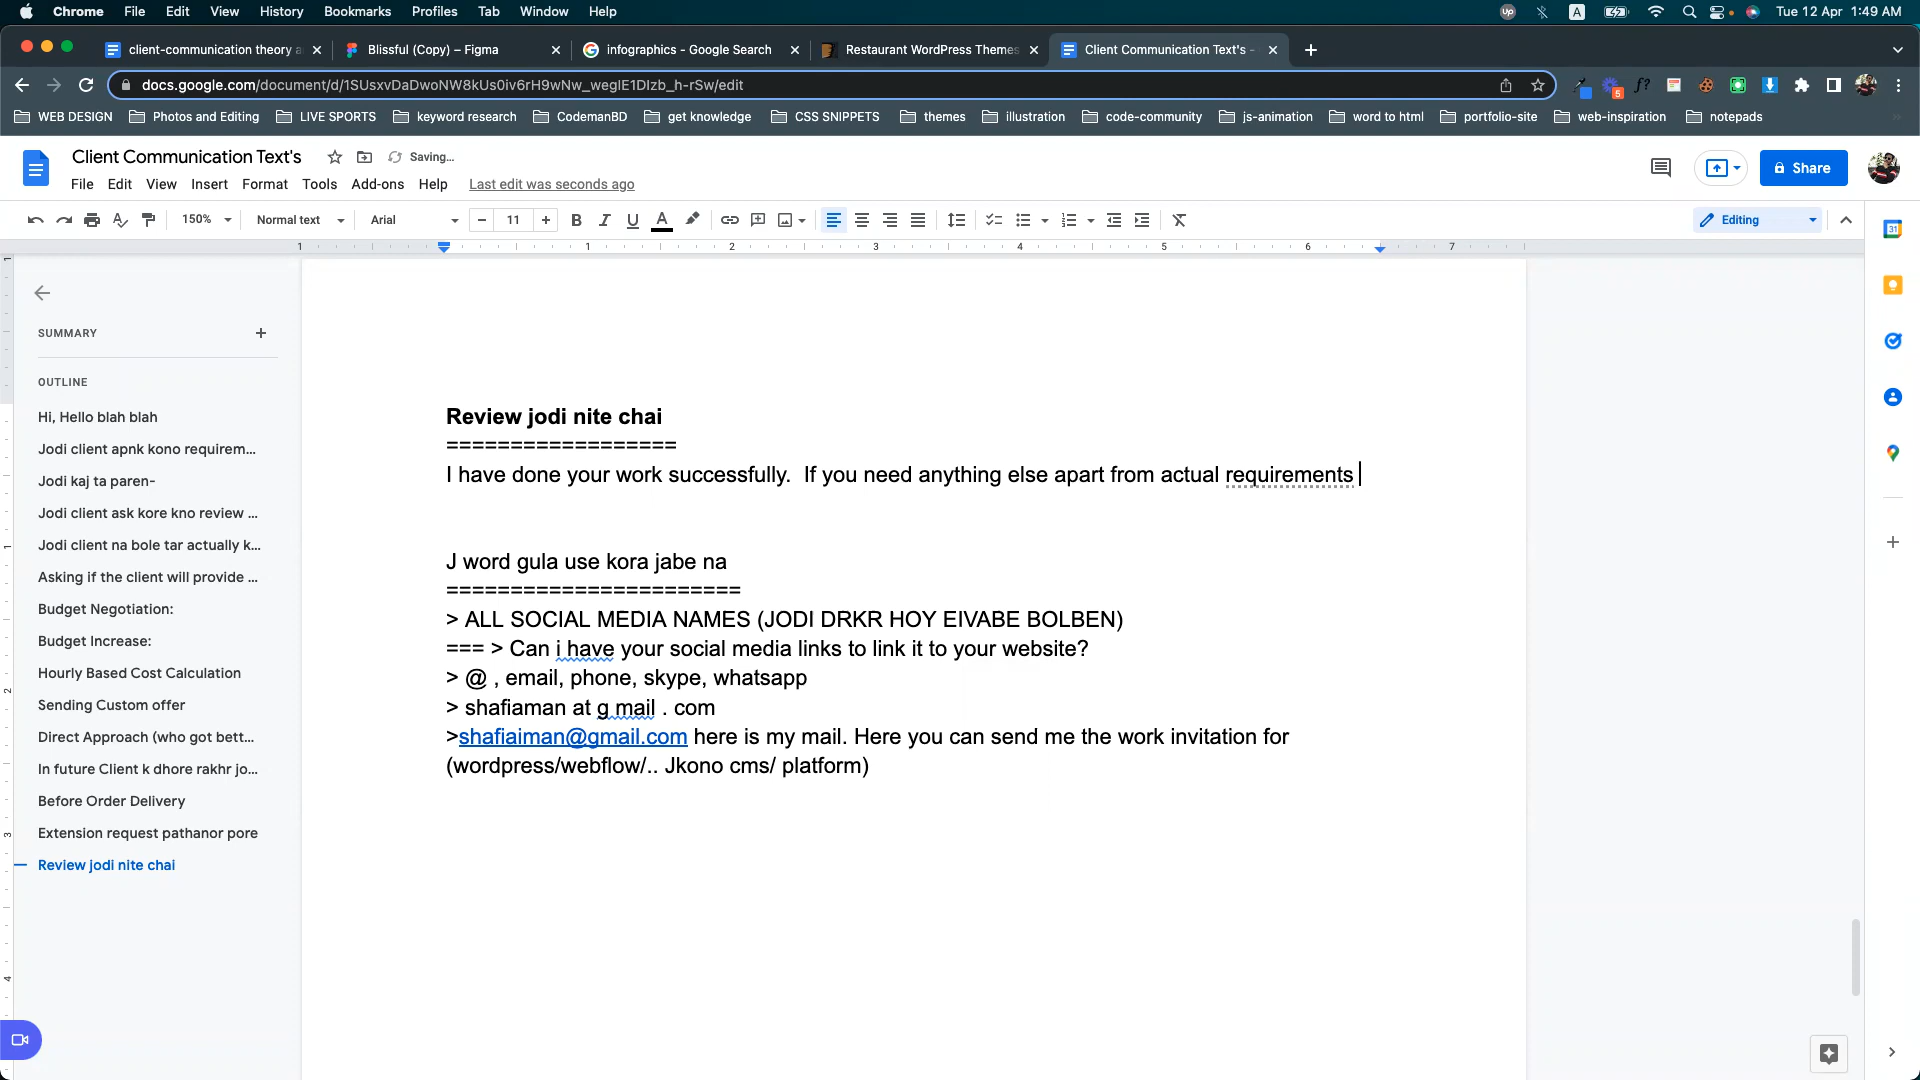 Chrome File Edit View History Bookmarks Profiles Tab Window Help
Up A Tue 12 Apr 1:49 AM
client-communication theory a
Blissful (Copy) – Figma
infographics - Google Search
Restaurant WordPress Themes
Client Communication Text's -
docs.google.com/document/d/1SUsxvDaDwoNW8kUs0iv6rH9wNw_wegIE1DIzb_h-rSw/edit
5
f?
WEB DESIGN Photos and Editing LIVE SPORTS keyword research CodemanBD get knowledge CSS SNIPPETS themes illustration code-community js-animation word to html portfolio-site web-inspiration notepads
Client Communication Text's Saving...
Share
File Edit View Insert Format Tools Add-ons Help Last edit was seconds ago
150% Normal text Arial 11 B I U A Editing
1 1 2 3 4 5 6 7
31
SUMMARY
OUTLINE
Hi, Hello blah blah
Jodi client apnk kono requirem...
Jodi kaj ta paren-
Jodi client ask kore kno review ...
Jodi client na bole tar actually k...
Asking if the client will provide ...
Budget Negotiation:
Budget Increase:
Hourly Based Cost Calculation
Sending Custom offer
Direct Approach (who got bett...
In future Client k dhore rakhr jo...
Before Order Delivery
Extension request pathanor pore
Review jodi nite chai
Review jodi nite chai
==================
I have done your work successfully.  If you need anything else apart from actual requirements
J word gula use kora jabe na
=======================
> ALL SOCIAL MEDIA NAMES (JODI DRKR HOY EIVABE BOLBEN)
=== > Can i have your social media links to link it to your website?
> @ , email, phone, skype, whatsapp
> shafiaman at g mail . com
>shafiaiman@gmail.com here is my mail. Here you can send me the work invitation for
(wordpress/webflow/.. Jkono cms/ platform)